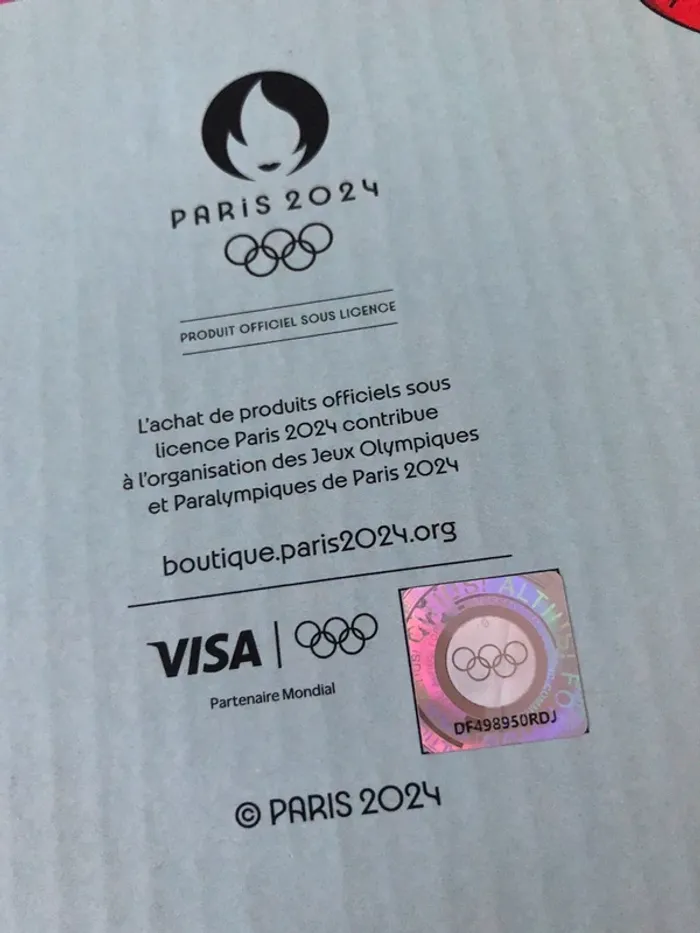 PARiS 2024
PRODUIT OFFICIEL SOUS LICENCE
L'achat de produits officiels sous
licence Paris 2024 contribue
à l'organisation des Jeux Olympiques
et Paralympiques de Paris 2024
boutique.paris2024.org
VISA
Partenaire Mondial
DF498950RDJ
© PARIS 2024